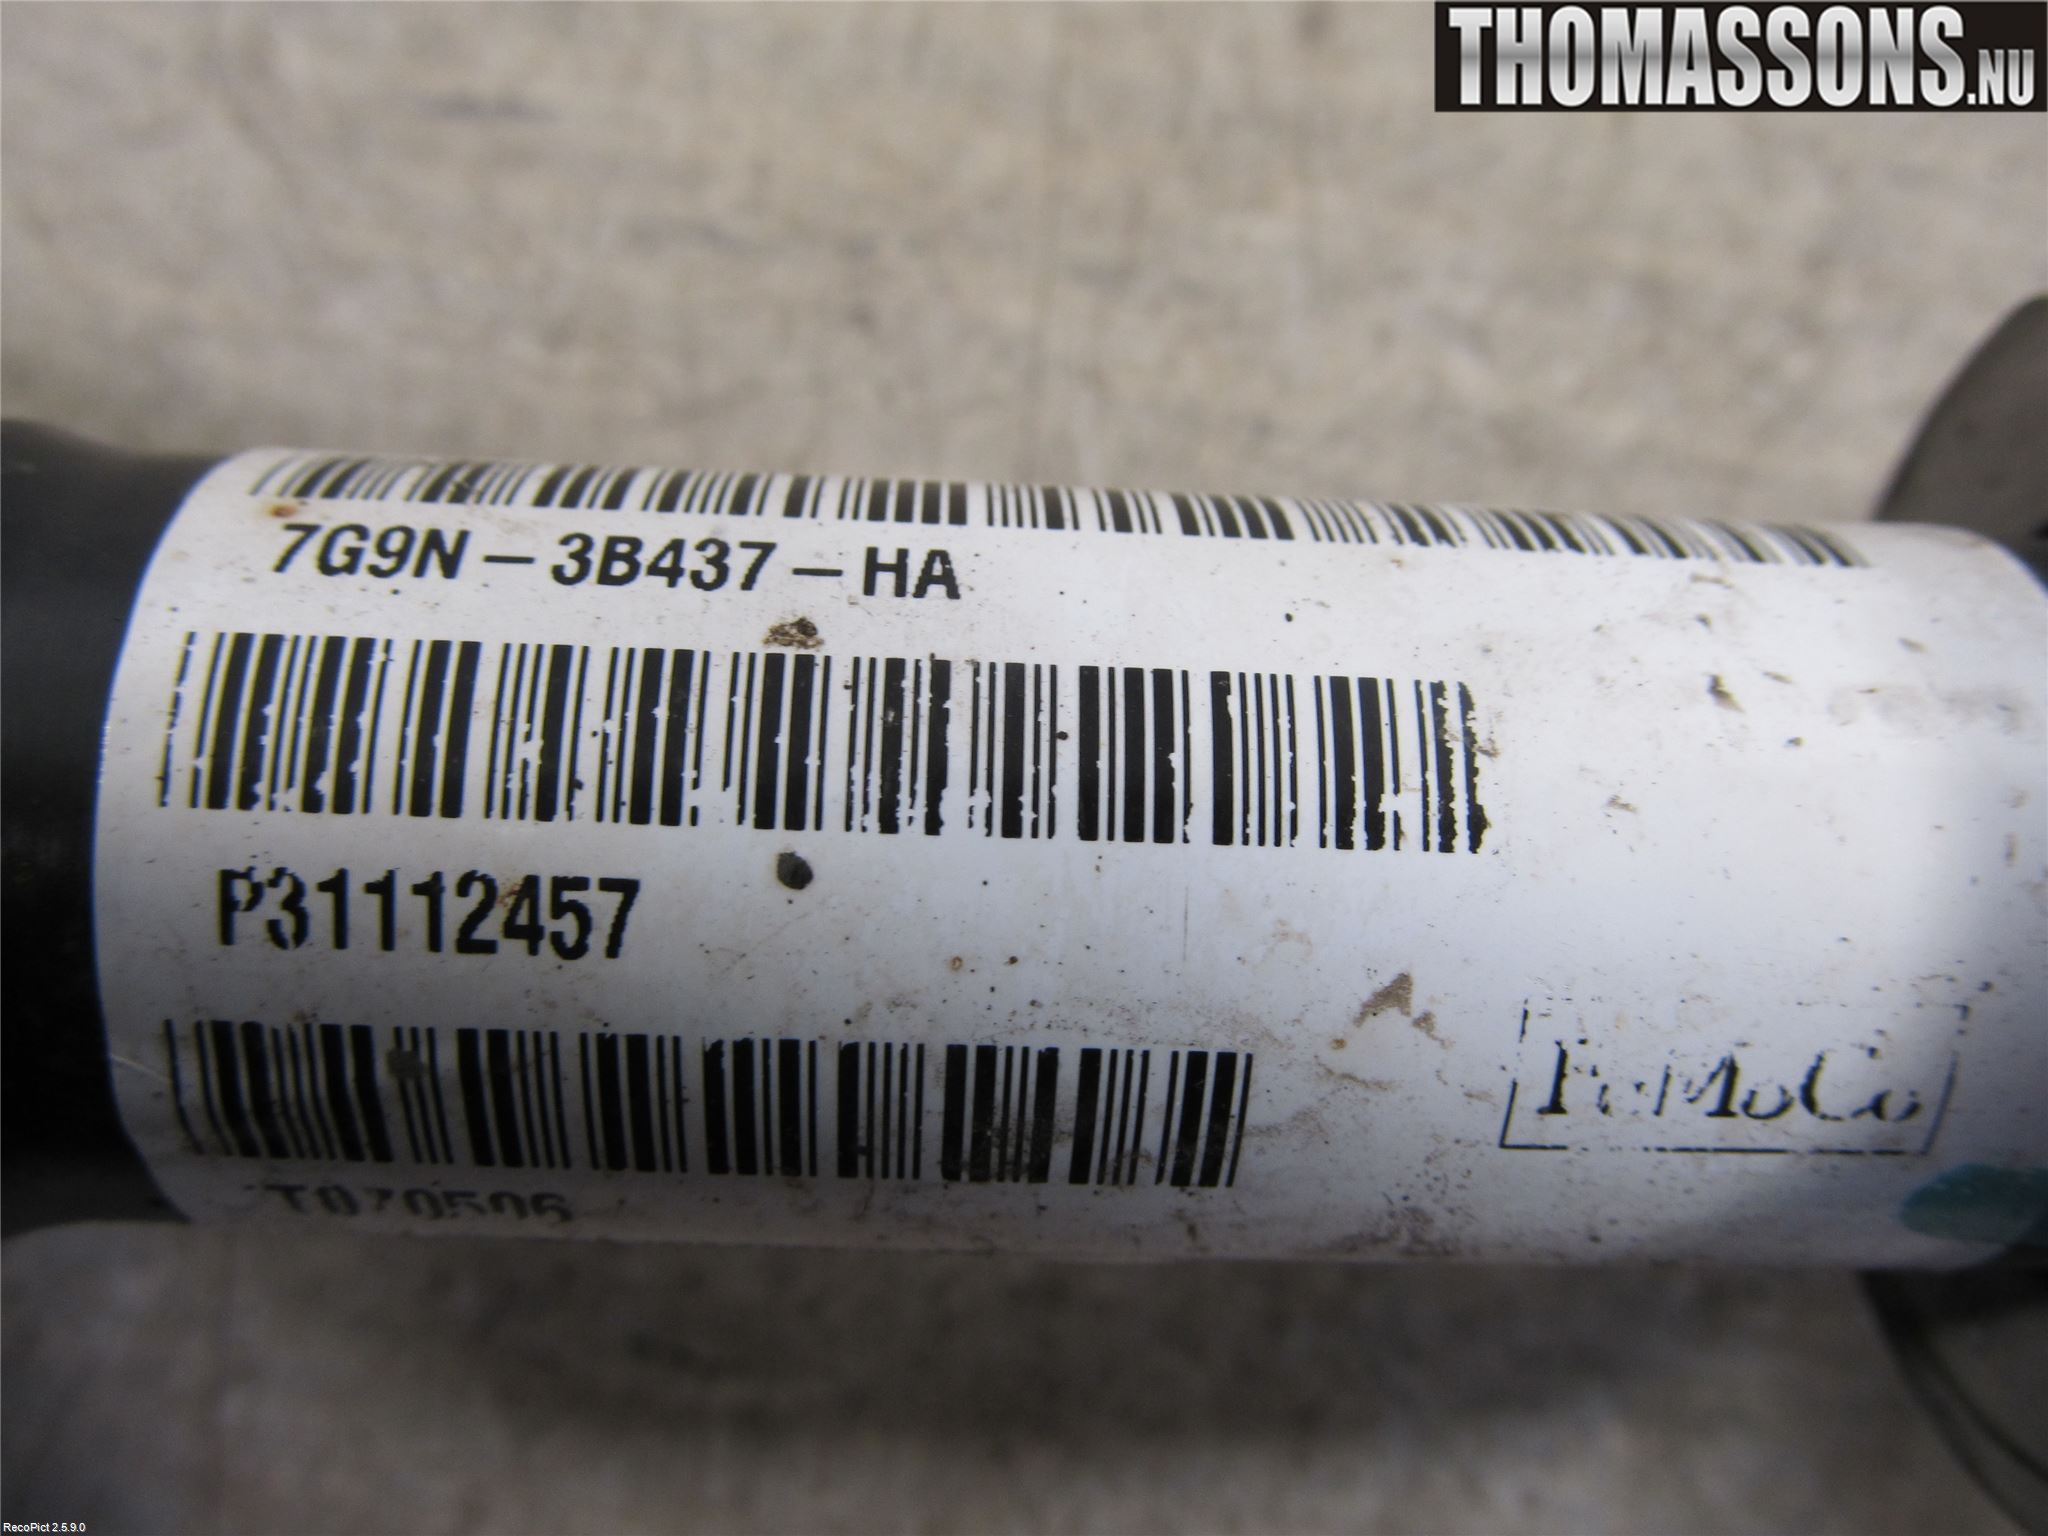 THOMASSONS.NU
7G9N-3B437-HA
P31112457
FoMoCo
RecoPict 2.5.9.0